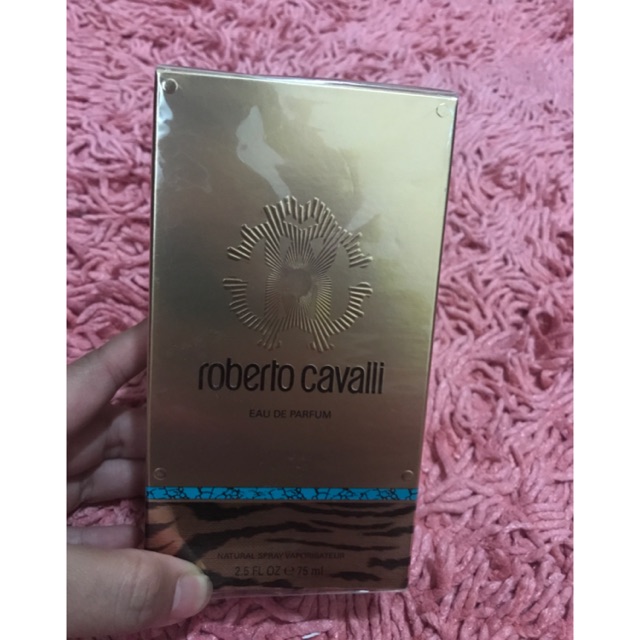 roberto cavalli
EAU DE PARFUM
NATURAL SPRAY VAPORISATEUR
2.5 FL OZ e 75 ml